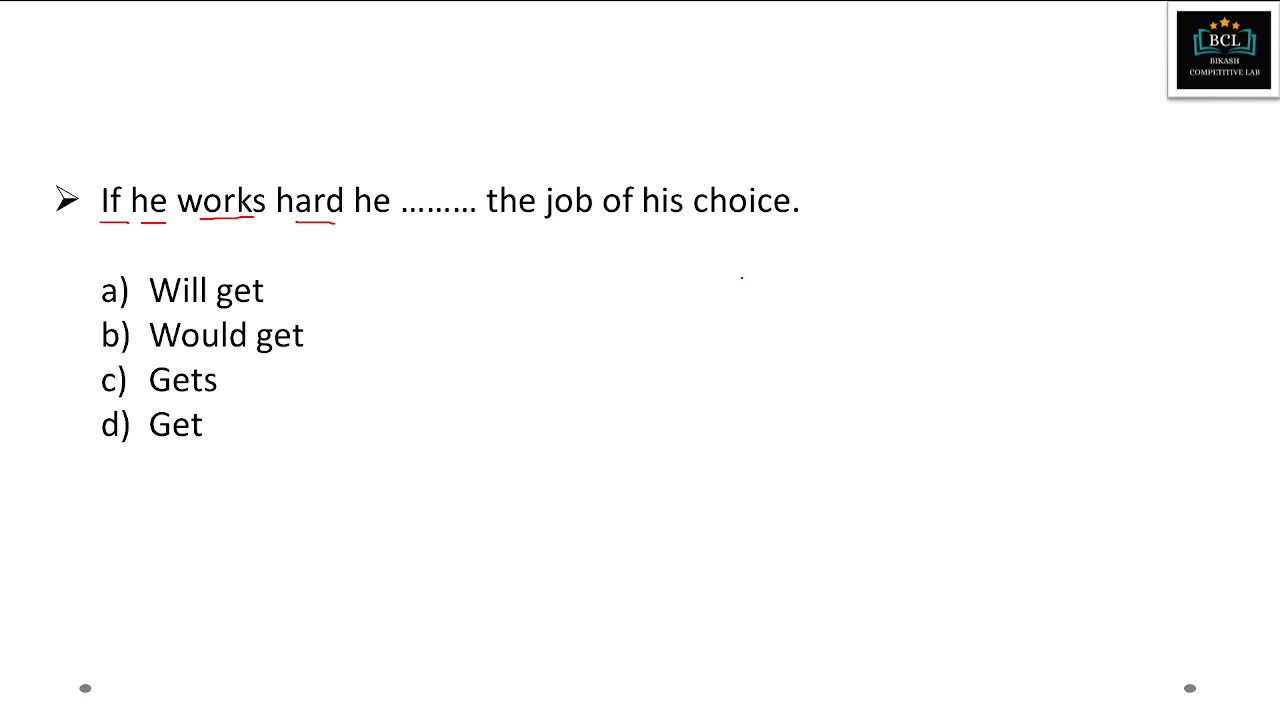 BCL
BIKASH
COMPETITIVE LAB
➢ If he works hard he ……… the job of his choice.
a) Will get
b) Would get
c) Gets
d) Get